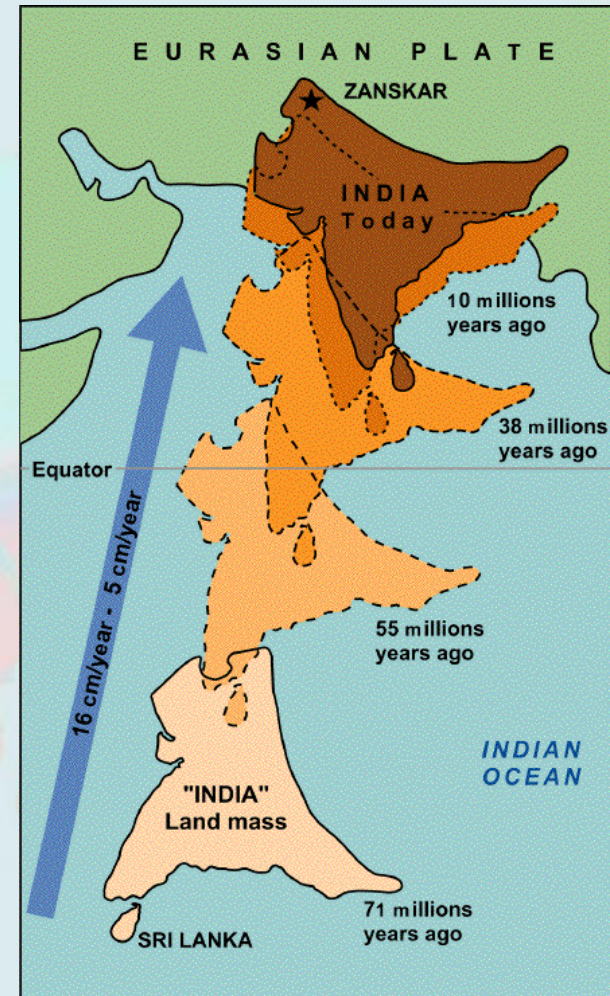 EURASIAN PLATE
ZANSKAR
INDIA
Today
10 millions
years ago
38 millions
years ago
Equator
16 cm/year - 5 cm/year
55 millions
years ago
INDIAN
OCEAN
"INDIA"
Land mass
71 millions
years ago
SRI LANKA